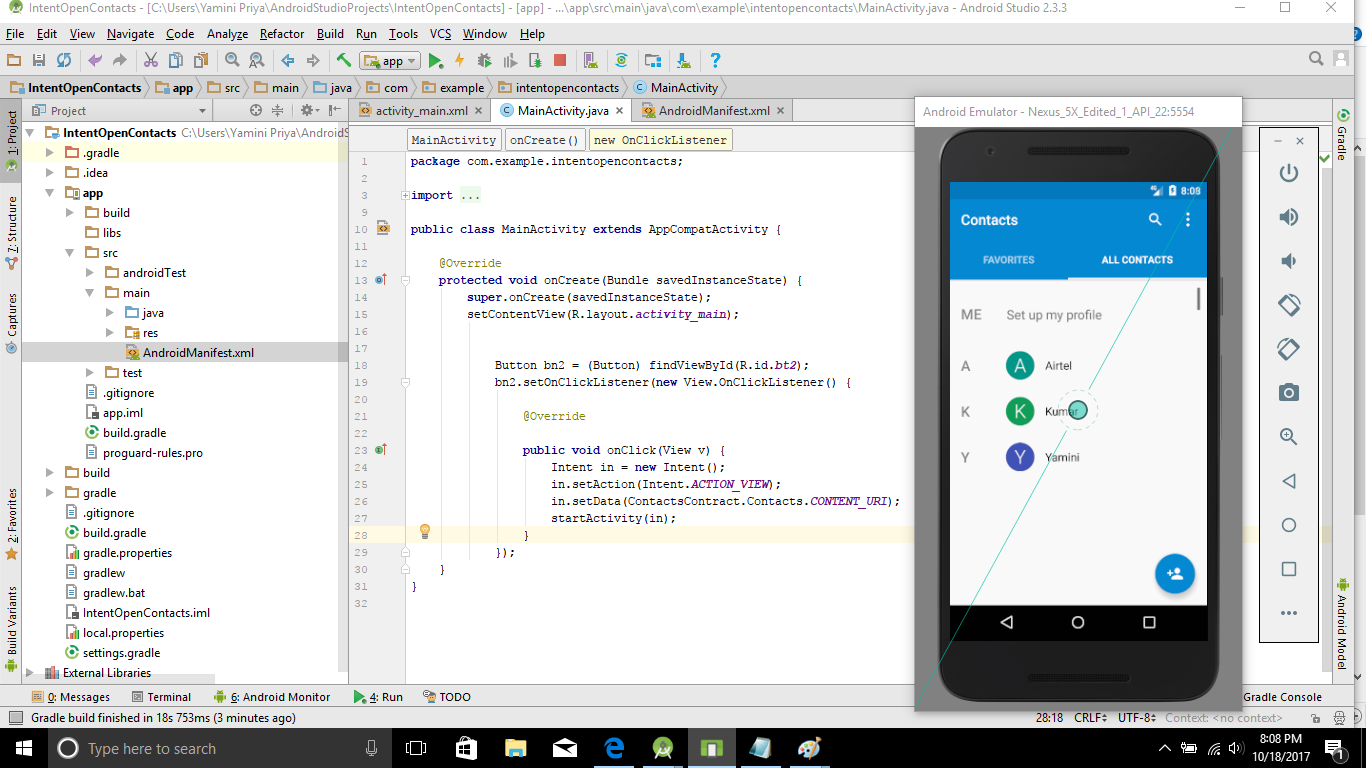 IntentOpenContacts - [C:\Users\Yamini Priya\AndroidStudioProjects\IntentOpenContacts] - [app] - ...\app\src\main\java\com\example\intentopencontacts\MainActivity.java - Android Studio 2.3.3
File Edit View Navigate Code Analyze Refactor Build Run Tools VCS Window Help
app
IntentOpenContacts app src main java com example intentopencontacts MainActivity
Project
activity_main.xml MainActivity.java AndroidManifest.xml
MainActivity onCreate() new OnClickListener
1: Project
7: Structure
Captures
2: Favorites
Build Variants
IntentOpenContacts C:\Users\Yamini Priya\AndroidS
.gradle
.idea
app
build
libs
src
androidTest
main
java
res
AndroidManifest.xml
test
.gitignore
app.iml
build.gradle
proguard-rules.pro
build
gradle
.gitignore
build.gradle
gradle.properties
gradlew
gradlew.bat
IntentOpenContacts.iml
local.properties
settings.gradle
External Libraries
1 package com.example.intentopencontacts;
2
3 import ...
9
10 public class MainActivity extends AppCompatActivity {
11
12 @Override
13 protected void onCreate(Bundle savedInstanceState) {
14 super.onCreate(savedInstanceState);
15 setContentView(R.layout.activity_main);
16
17
18 Button bn2 = (Button) findViewById(R.id.bt2);
19 bn2.setOnClickListener(new View.OnClickListener() {
20
21 @Override
22
23 public void onClick(View v) {
24 Intent in = new Intent();
25 in.setAction(Intent.ACTION_VIEW);
26 in.setData(ContactsContract.Contacts.CONTENT_URI);
27 startActivity(in);
28 }
29 });
30 }
31 }
32
Android Emulator - Nexus_5X_Edited_1_API_22:5554
8:08
Contacts
FAVORITES ALL CONTACTS
ME Set up my profile
A A Airtel
K K Kumar
Y Y Yamini
Gradle
Android Model
0: Messages Terminal 6: Android Monitor 4: Run TODO Gradle Console
Gradle build finished in 18s 753ms (3 minutes ago) 28:18 CRLF UTF-8 Context: <no context>
Type here to search
8:08 PM
10/18/2017
1